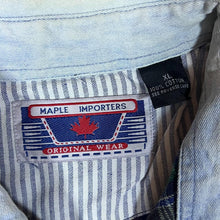 MAPLE IMPORTERS
ORIGINAL WEAR
XL
100% COTTON